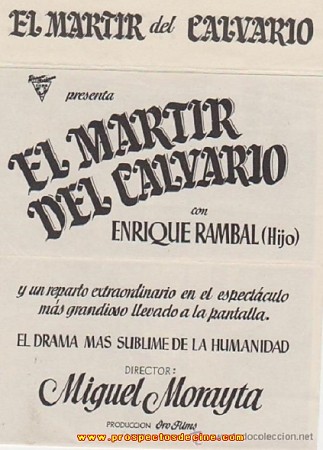 EL MARTIR del CALVARIO
presenta
EL MARTIR
DEL CALVARIO
con
ENRIQUE RAMBAL (Hijo)
y un reparto extraordinario en el espectáculo
más grandioso llevado a la pantalla.
EL DRAMA MAS SUBLIME DE LA HUMANIDAD
DIRECTOR:
Miguel Morayta
PRODUCCION Oro Films
www.prospectosdecine.com
todocoleccion.net